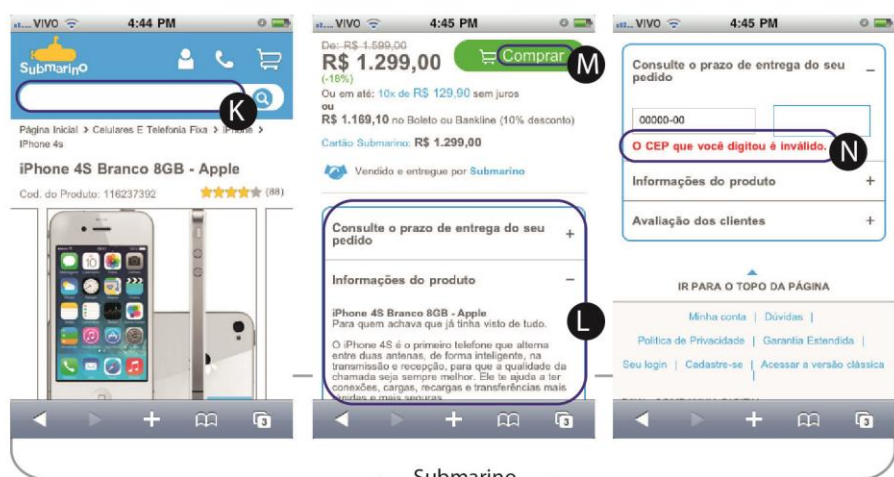 VIVO 4:44 PM
Submarino
K
Página Inicial > Celulares E Telefonia Fixa > iPhone >
IPhone 4s
iPhone 4S Branco 8GB - Apple
Cod. do Produto: 116237392 (88)
3
VIVO 4:45 PM
De: R$ 1.599,00
R$ 1.299,00
(-18%)
Comprar
M
Ou em até: 10x de R$ 129,90 sem juros
ou
R$ 1.169,10 no Boleto ou Bankline (10% desconto)
Cartão Submarino: R$ 1.299,00
Vendido e entregue por Submarino
Consulte o prazo de entrega do seu
pedido +
Informações do produto −
iPhone 4S Branco 8GB - Apple
Para quem achava que já tinha visto de tudo.
L
O iPhone 4S é o primeiro telefone que alterna
entre duas antenas, de forma inteligente, na
transmissão e recepção, para que a qualidade da
chamada seja sempre melhor. Ele te ajuda a ter
conexões, cargas, recargas e transferências mais
rápidas e mais seguras.
3
VIVO 4:45 PM
Consulte o prazo de entrega do seu
pedido −
00000-00
O CEP que você digitou é inválido.
N
Informações do produto +
Avaliação dos clientes +
IR PARA O TOPO DA PÁGINA
Minha conta | Dúvidas |
Política de Privacidade | Garantia Estendida |
Seu login | Cadastre-se | Acessar a versão clássica
|
3
Submarino